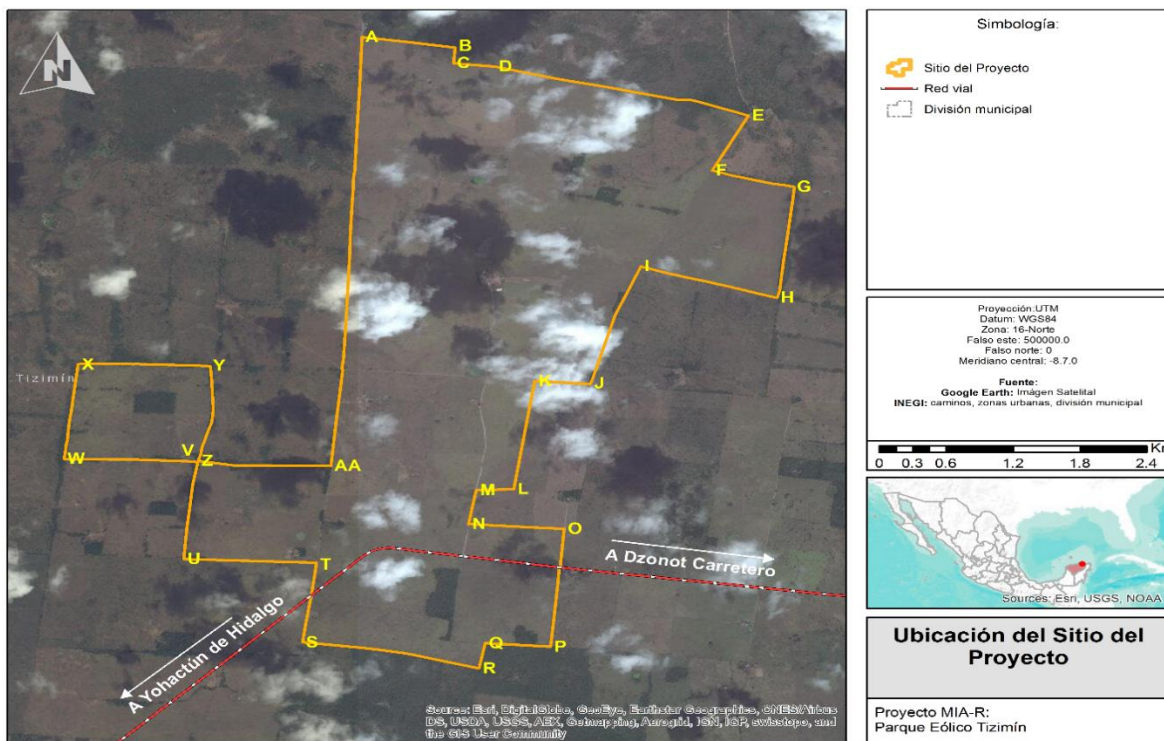 N
A
B
C
D
E
F
G
H
I
J
K
L
M
N
O
P
Q
R
S
T
U
V
W
X
Y
Z
AA
Tizimín
A Dzonot Carretero
A Yohactún de Hidalgo
Source: Esri, DigitalGlobe, GeoEye, Earthstar Geographics, CNES/Airbus
DS, USDA, USGS, AEX, Getmapping, Aerogrid, IGN, IGP, swisstopo, and
the GIS User Community
Simbología:
Sitio del Proyecto
Red vial
División municipal
Proyección:UTM
Datum: WGS84
Zona: 16-Norte
Falso este: 500000.0
Falso norte: 0
Meridiano central: -8.7.0
Fuente:
Google Earth: Imágen Satelital
INEGI: caminos, zonas urbanas, división municipal
Km
0 0.3 0.6 1.2 1.8 2.4
Sources: Esri, USGS, NOAA
Ubicación del Sitio del
Proyecto
Proyecto MIA-R:
Parque Eólico Tizimín